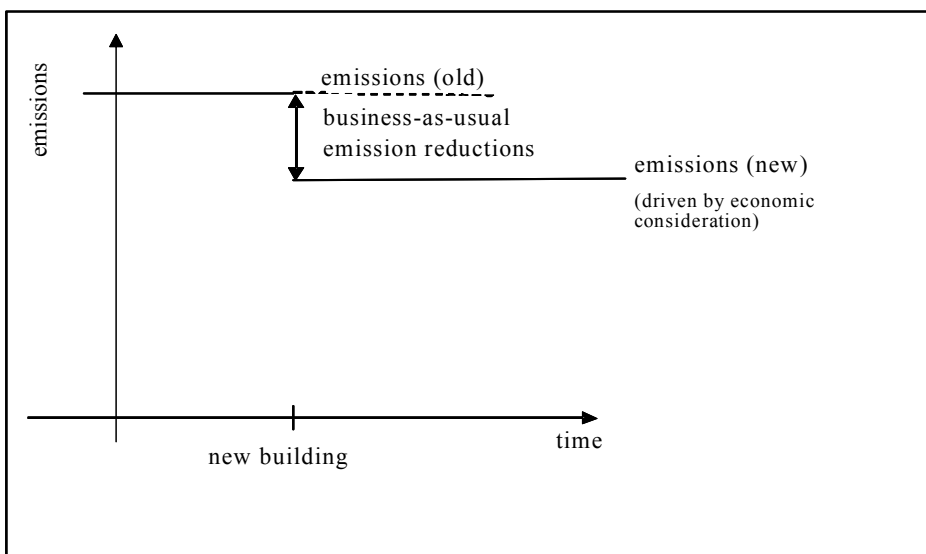 emissions
emissions (old)
business-as-usual
emission reductions
emissions (new)
(driven by economic
consideration)
time
new building